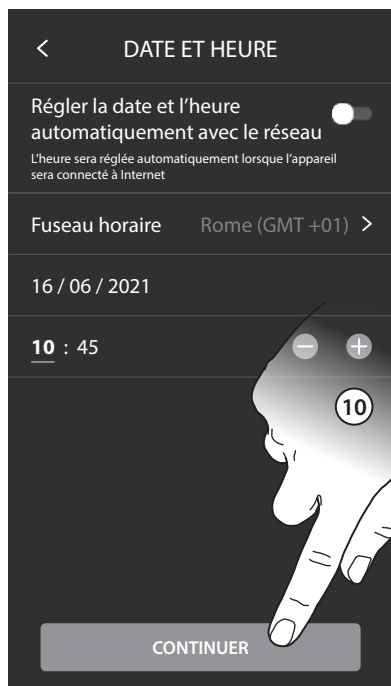 DATE ET HEURE
Régler la date et l’heure
automatiquement avec le réseau
L’heure sera réglée automatiquement lorsque l’appareil
sera connecté à Internet
Fuseau horaire Rome (GMT +01) >
16 / 06 / 2021
10 : 45
10
CONTINUER